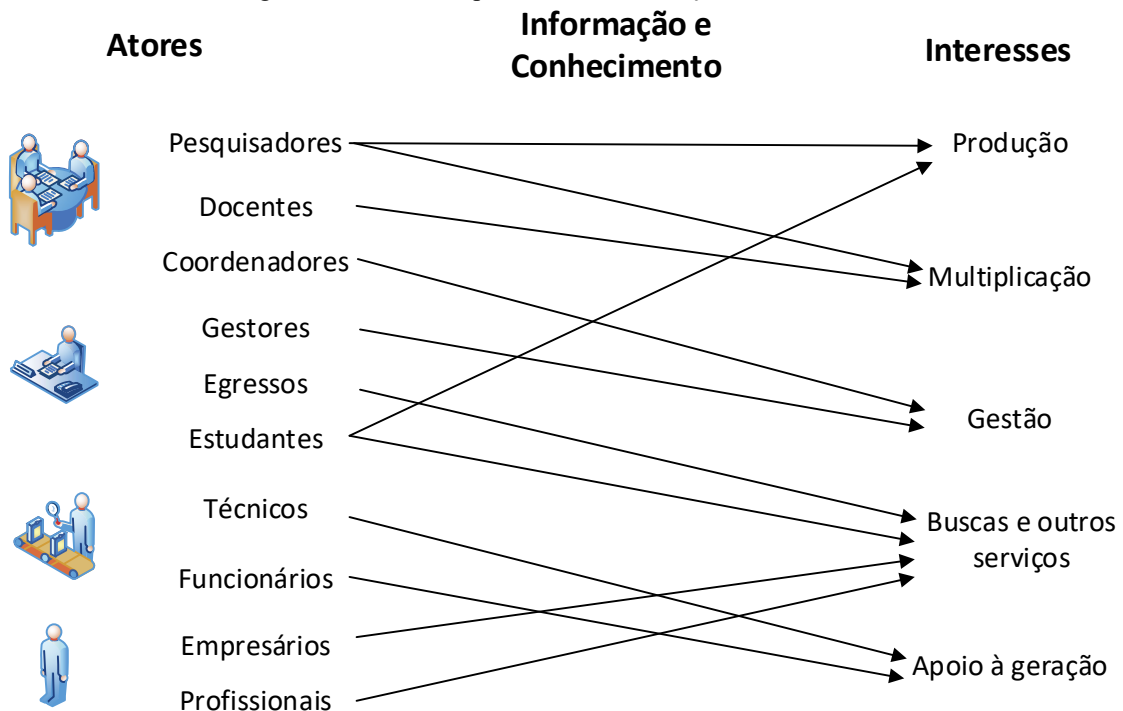 Atores
Informação e
Conhecimento
Interesses
Pesquisadores
Docentes
Coordenadores
Gestores
Egressos
Estudantes
Técnicos
Funcionários
Empresários
Profissionais
Produção
Multiplicação
Gestão
Buscas e outros
serviços
Apoio à geração